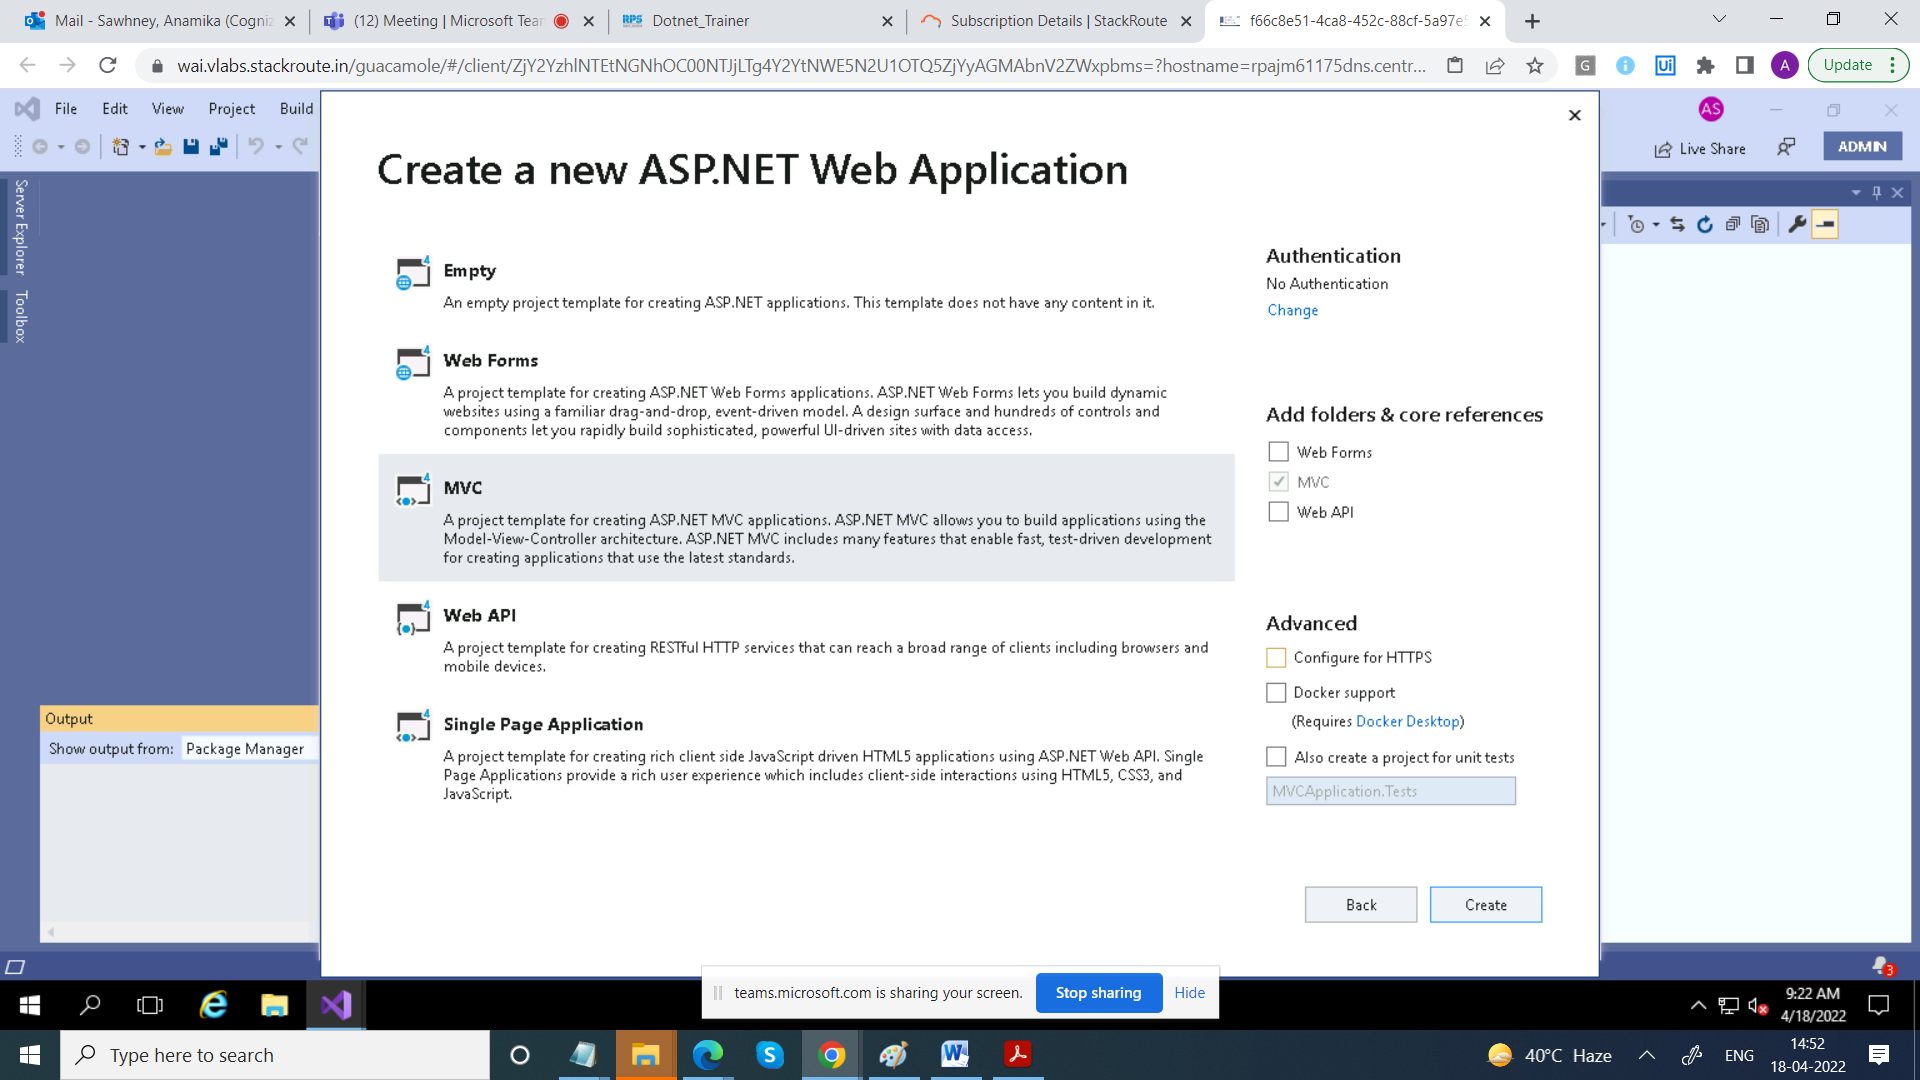 Mail - Sawhney, Anamika (Cogniz
(12) Meeting | Microsoft Tear
RPS Dotnet_Trainer
Subscription Details | StackRoute
f66c8e51-4ca8-452c-88cf-5a97e5
wai.vlabs.stackroute.in/guacamole/#/client/ZjY2YzhlNTEtNGNhOC00NTJjLTg4Y2YtNWE5N2U1OTQ5ZjYyAGMAbnV2ZWxpbms=?hostname=rpajm61175dns.centr...
G
Ui
A
Update
File Edit View Project Build
AS
Live Share
ADMIN
Server Explorer
Toolbox
Create a new ASP.NET Web Application
Empty
An empty project template for creating ASP.NET applications. This template does not have any content in it.
Web Forms
A project template for creating ASP.NET Web Forms applications. ASP.NET Web Forms lets you build dynamic
websites using a familiar drag-and-drop, event-driven model. A design surface and hundreds of controls and
components let you rapidly build sophisticated, powerful UI-driven sites with data access.
MVC
A project template for creating ASP.NET MVC applications. ASP.NET MVC allows you to build applications using the
Model-View-Controller architecture. ASP.NET MVC includes many features that enable fast, test-driven development
for creating applications that use the latest standards.
Web API
A project template for creating RESTful HTTP services that can reach a broad range of clients including browsers and
mobile devices.
Single Page Application
A project template for creating rich client side JavaScript driven HTML5 applications using ASP.NET Web API. Single
Page Applications provide a rich user experience which includes client-side interactions using HTML5, CSS3, and
JavaScript.
Authentication
No Authentication
Change
Add folders & core references
Web Forms
MVC
Web API
Advanced
Configure for HTTPS
Docker support
(Requires Docker Desktop)
Also create a project for unit tests
MVCApplication.Tests
Back
Create
Output
Show output from: Package Manager
3
teams.microsoft.com is sharing your screen. Stop sharing Hide
9:22 AM
4/18/2022
Type here to search
40°C Haze
ENG
14:52
18-04-2022